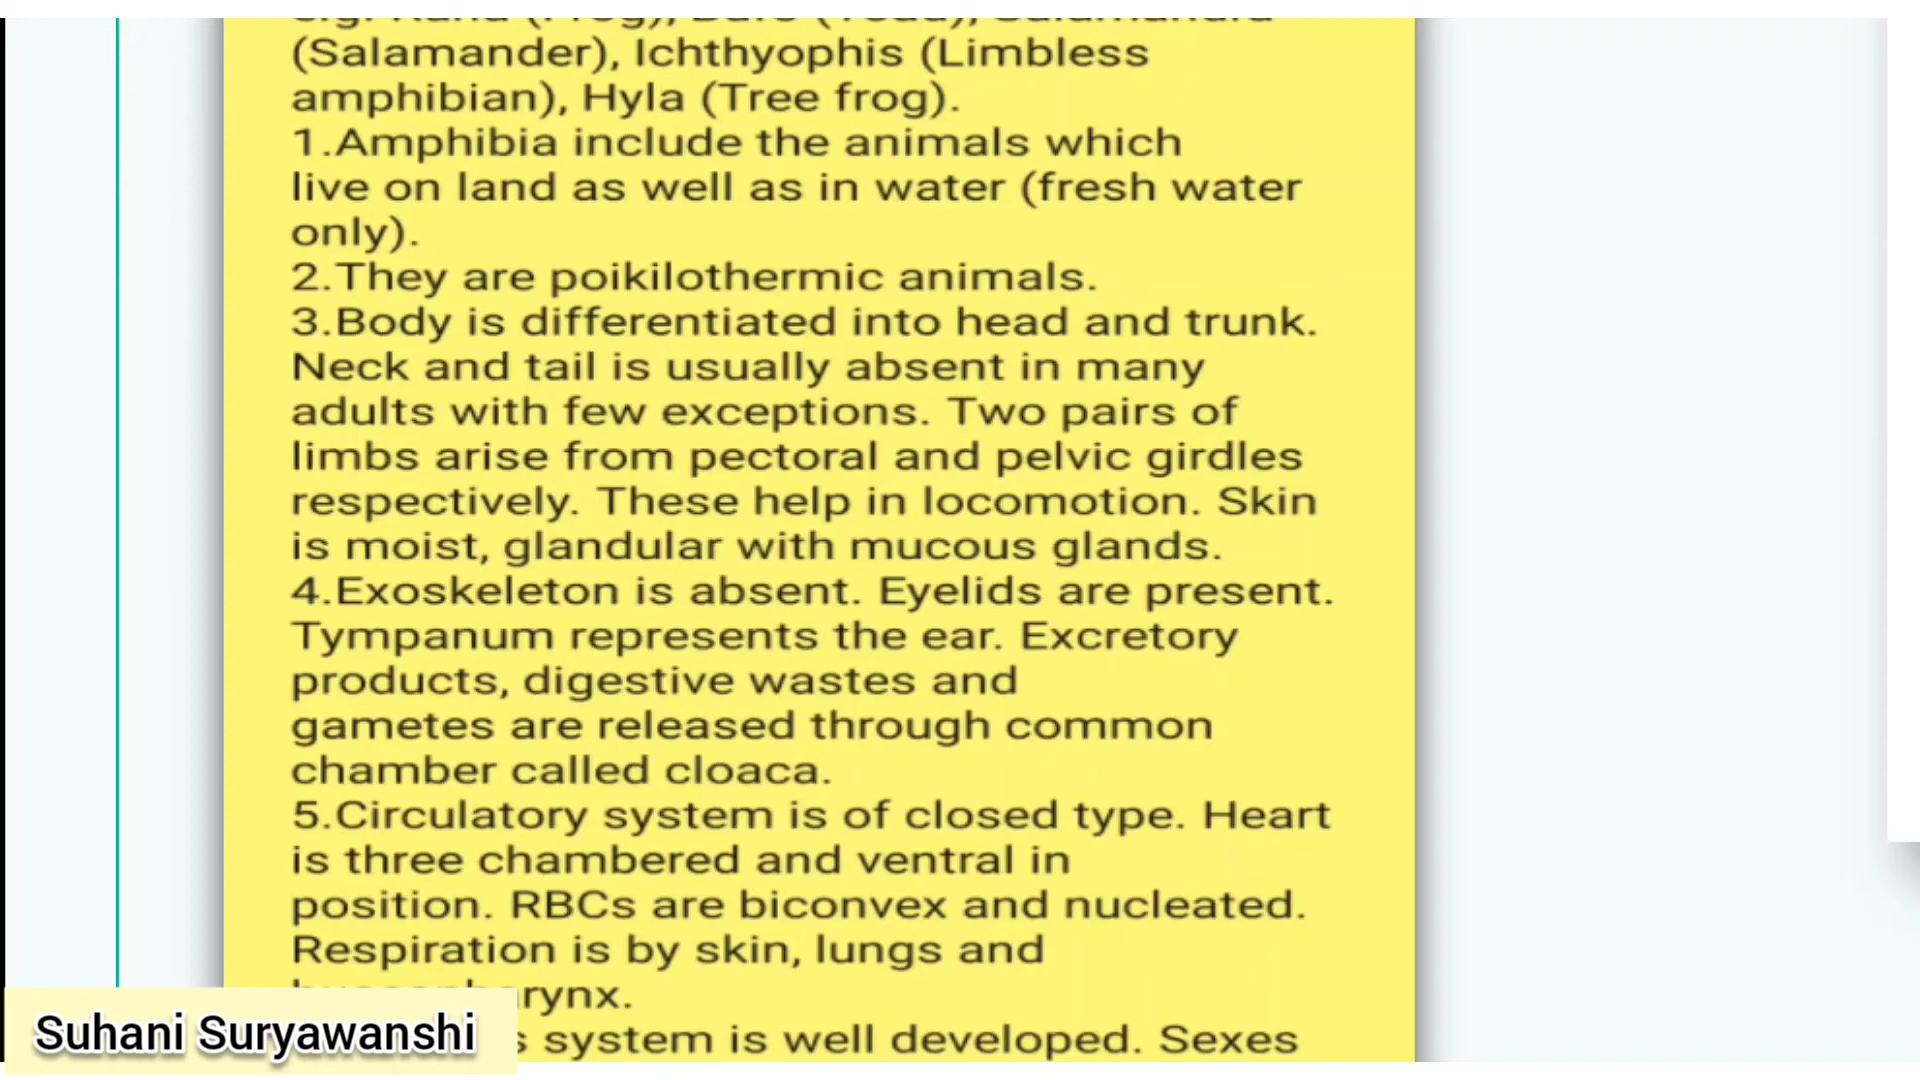 (Salamander), Ichthyophis (Limbless
amphibian), Hyla (Tree frog).
1.Amphibia include the animals which
live on land as well as in water (fresh water
only).
2.They are poikilothermic animals.
3.Body is differentiated into head and trunk.
Neck and tail is usually absent in many
adults with few exceptions. Two pairs of
limbs arise from pectoral and pelvic girdles
respectively. These help in locomotion. Skin
is moist, glandular with mucous glands.
4.Exoskeleton is absent. Eyelids are present.
Tympanum represents the ear. Excretory
products, digestive wastes and
gametes are released through common
chamber called cloaca.
5.Circulatory system is of closed type. Heart
is three chambered and ventral in
position. RBCs are biconvex and nucleated.
Respiration is by skin, lungs and
system is well developed. Sexes
Suhani Suryawanshi